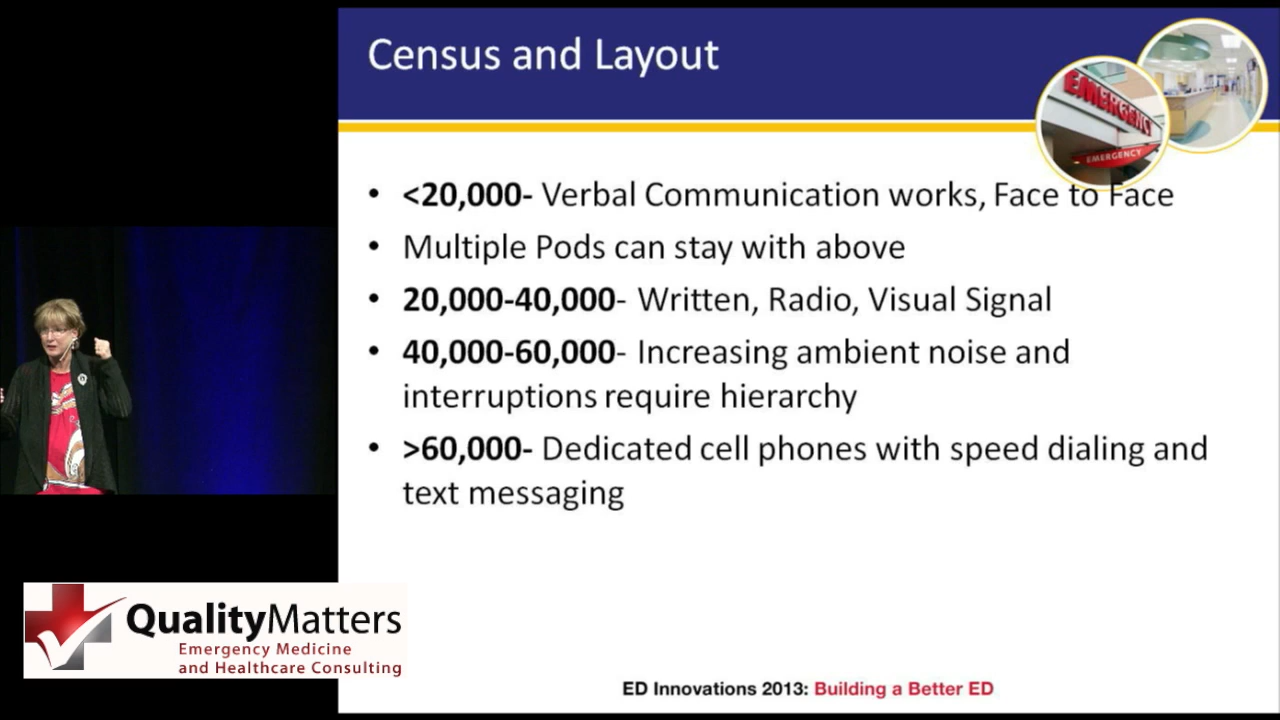 Census and Layout
EMERGENCY
EMERGENCY
• <20,000- Verbal Communication works, Face to Face
• Multiple Pods can stay with above
• 20,000-40,000- Written, Radio, Visual Signal
• 40,000-60,000- Increasing ambient noise and
interruptions require hierarchy
• >60,000- Dedicated cell phones with speed dialing and
text messaging
QualityMatters
Emergency Medicine
and Healthcare Consulting
ED Innovations 2013: Building a Better ED